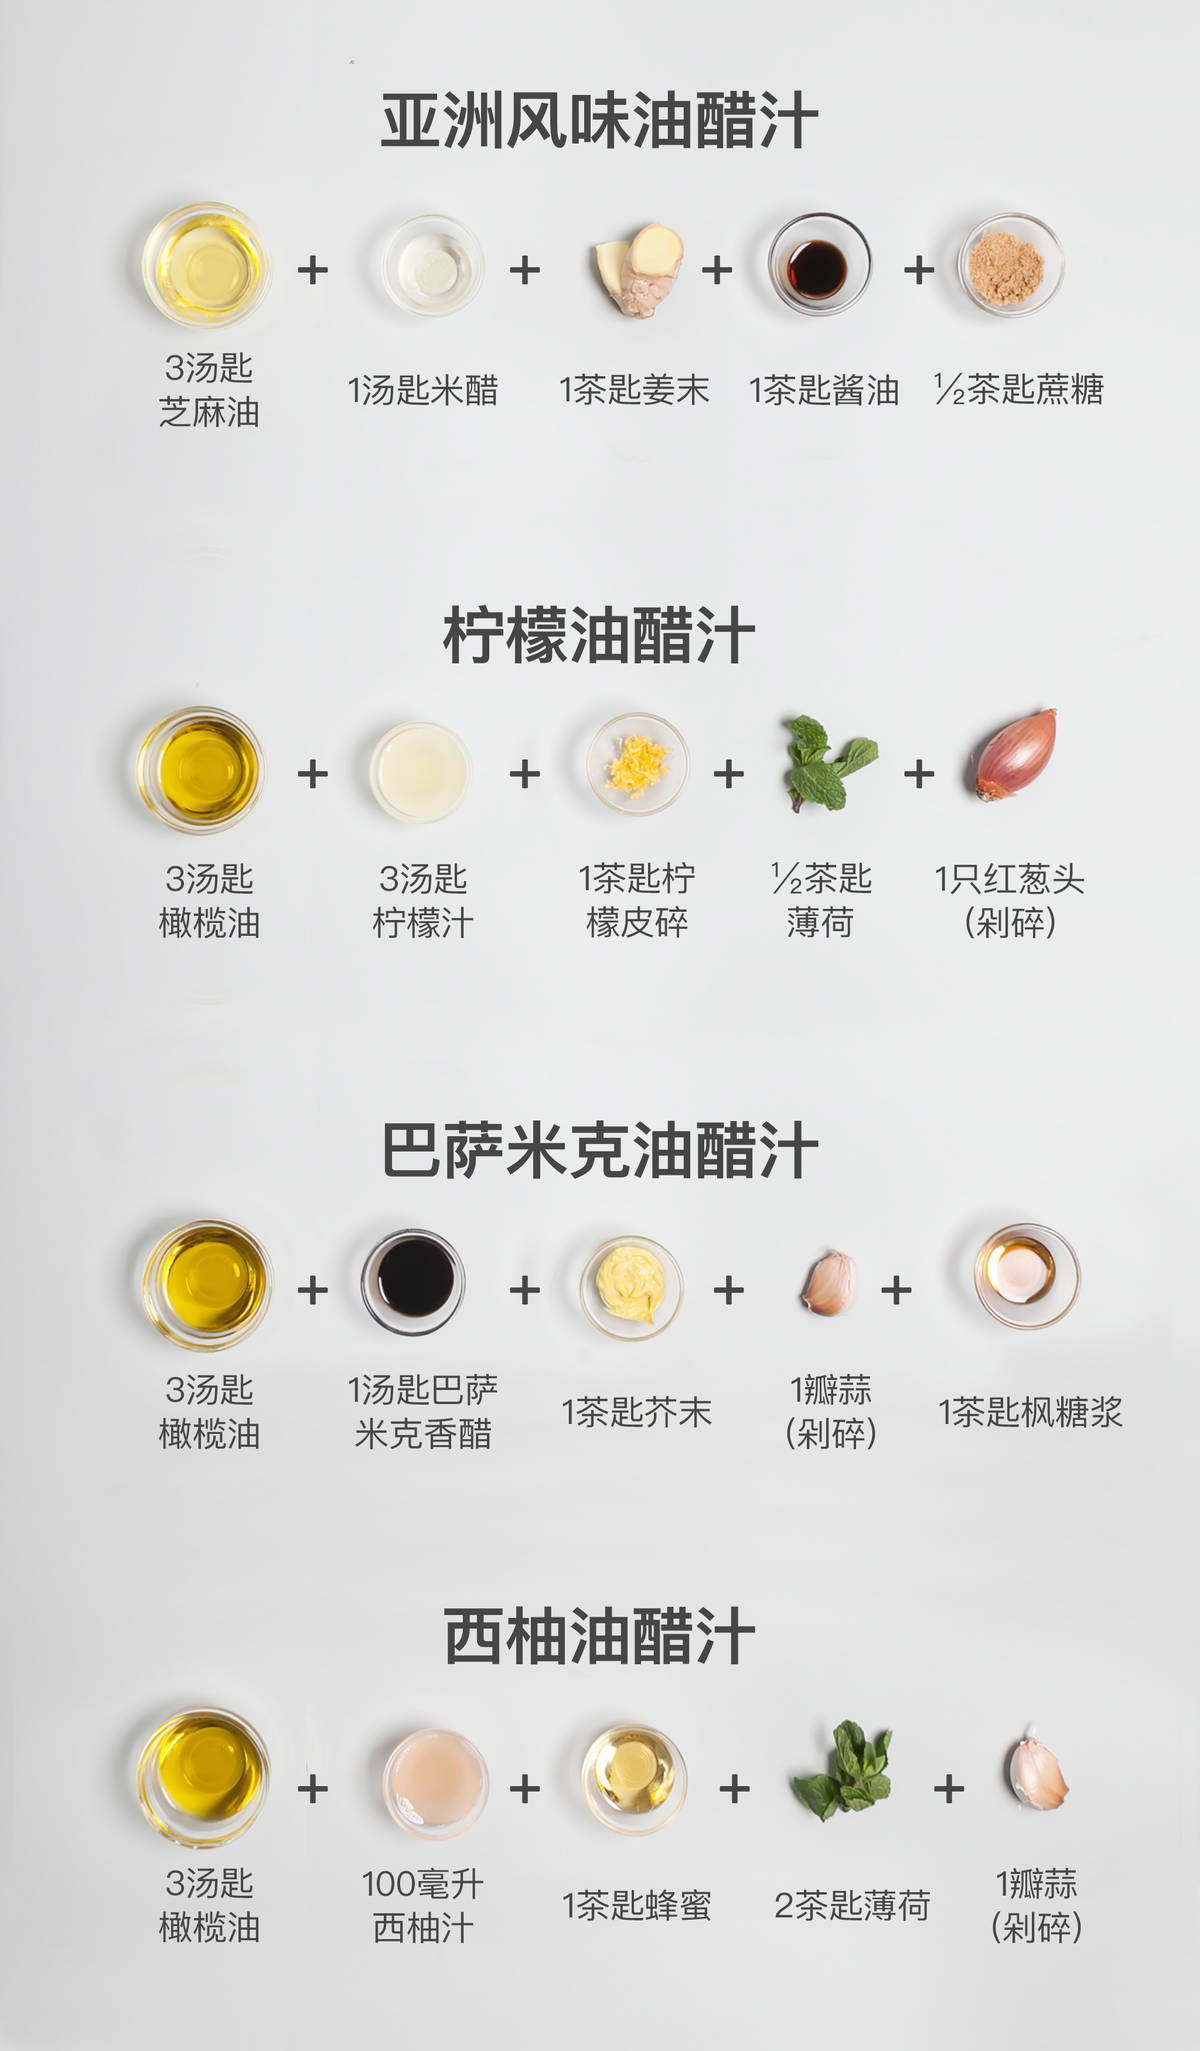 亚洲风味油醋汁
+ + + +
3汤匙
芝麻油
1汤匙米醋
1茶匙姜末
1茶匙酱油
½茶匙蔗糖
柠檬油醋汁
+ + + +
3汤匙
橄榄油
3汤匙
柠檬汁
1茶匙柠
檬皮碎
½茶匙
薄荷
1只红葱头
(剁碎)
巴萨米克油醋汁
+ + + +
3汤匙
橄榄油
1汤匙巴萨
米克香醋
1茶匙芥末
1瓣蒜
(剁碎)
1茶匙枫糖浆
西柚油醋汁
+ + + +
3汤匙
橄榄油
100毫升
西柚汁
1茶匙蜂蜜
2茶匙薄荷
1瓣蒜
(剁碎)